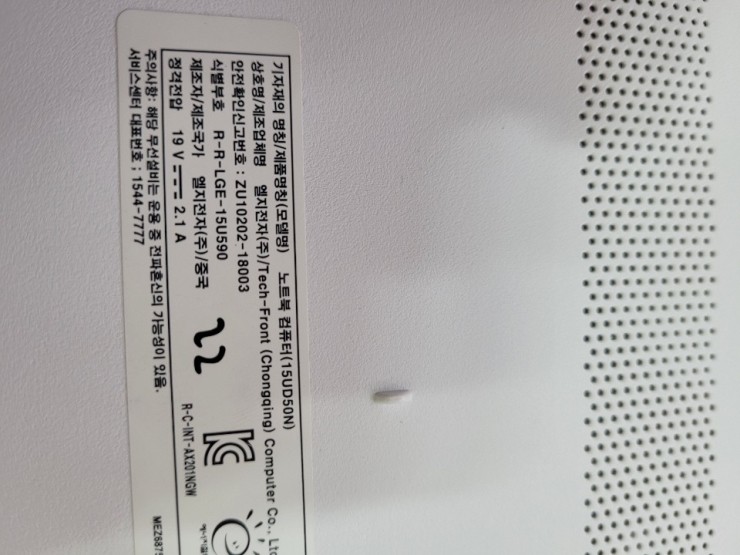 기자재의 명칭/제품명칭(모델명) 노트북 컴퓨터(15UD50N)
상호명/제조업체명 엘지전자(주)/Tech-Front (Chongqing) Computer Co., Ltd
안전확인신고번호 : ZU10202-18003
식별부호 R-R-LGE-15U590
제조자/제조국가 엘지전자(주)/중국
정격전압 19 V 2.1 A
22
R-C-INT-AX201NGW
주의사항: 해당 무선설비는 운용 중 전파혼신의 가능성이 있음.
서비스센터 대표번호 ; 1544-7777